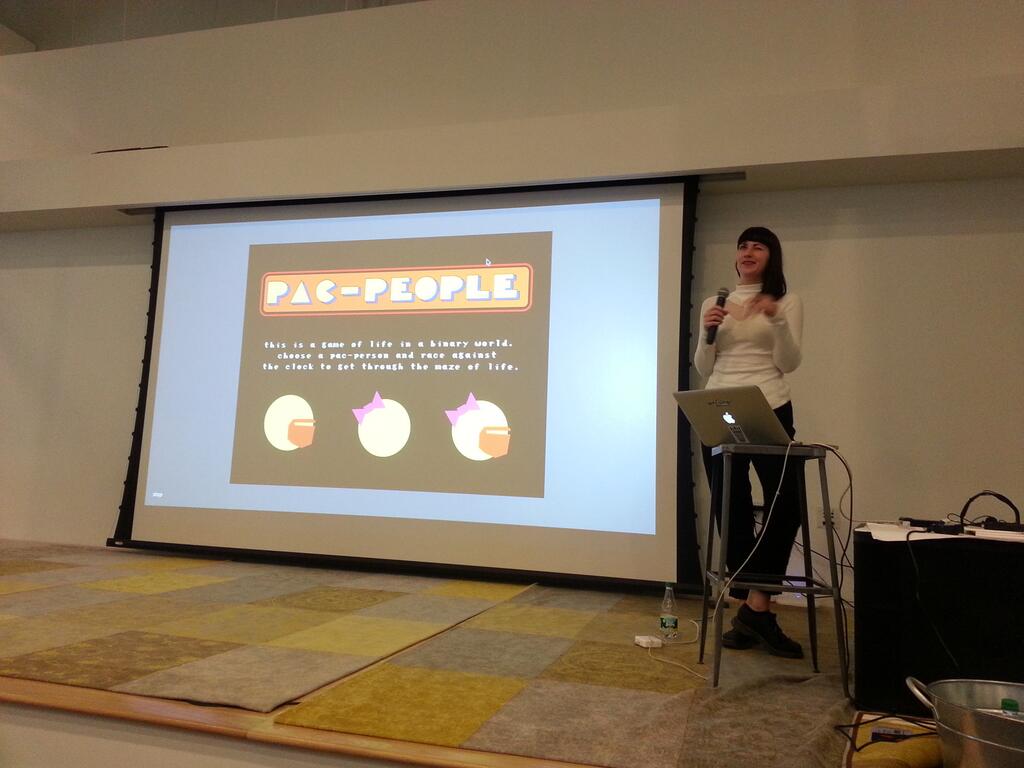 PAC-PEOPLE
this is a game of life in a binary world.
choose a pac-person and race against
the clock to get through the maze of life.